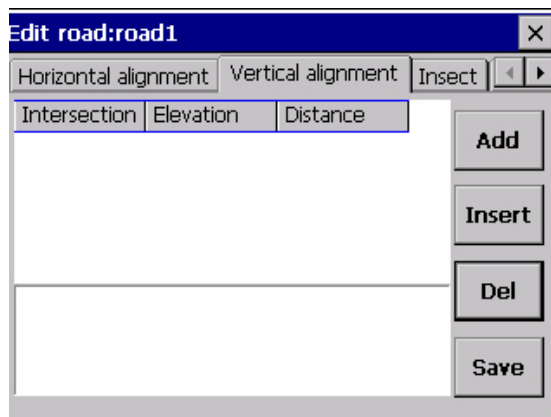 Edit road:road1
Horizontal alignment Vertical alignment Insect
Intersection Elevation Distance
Add
Insert
Del
Save